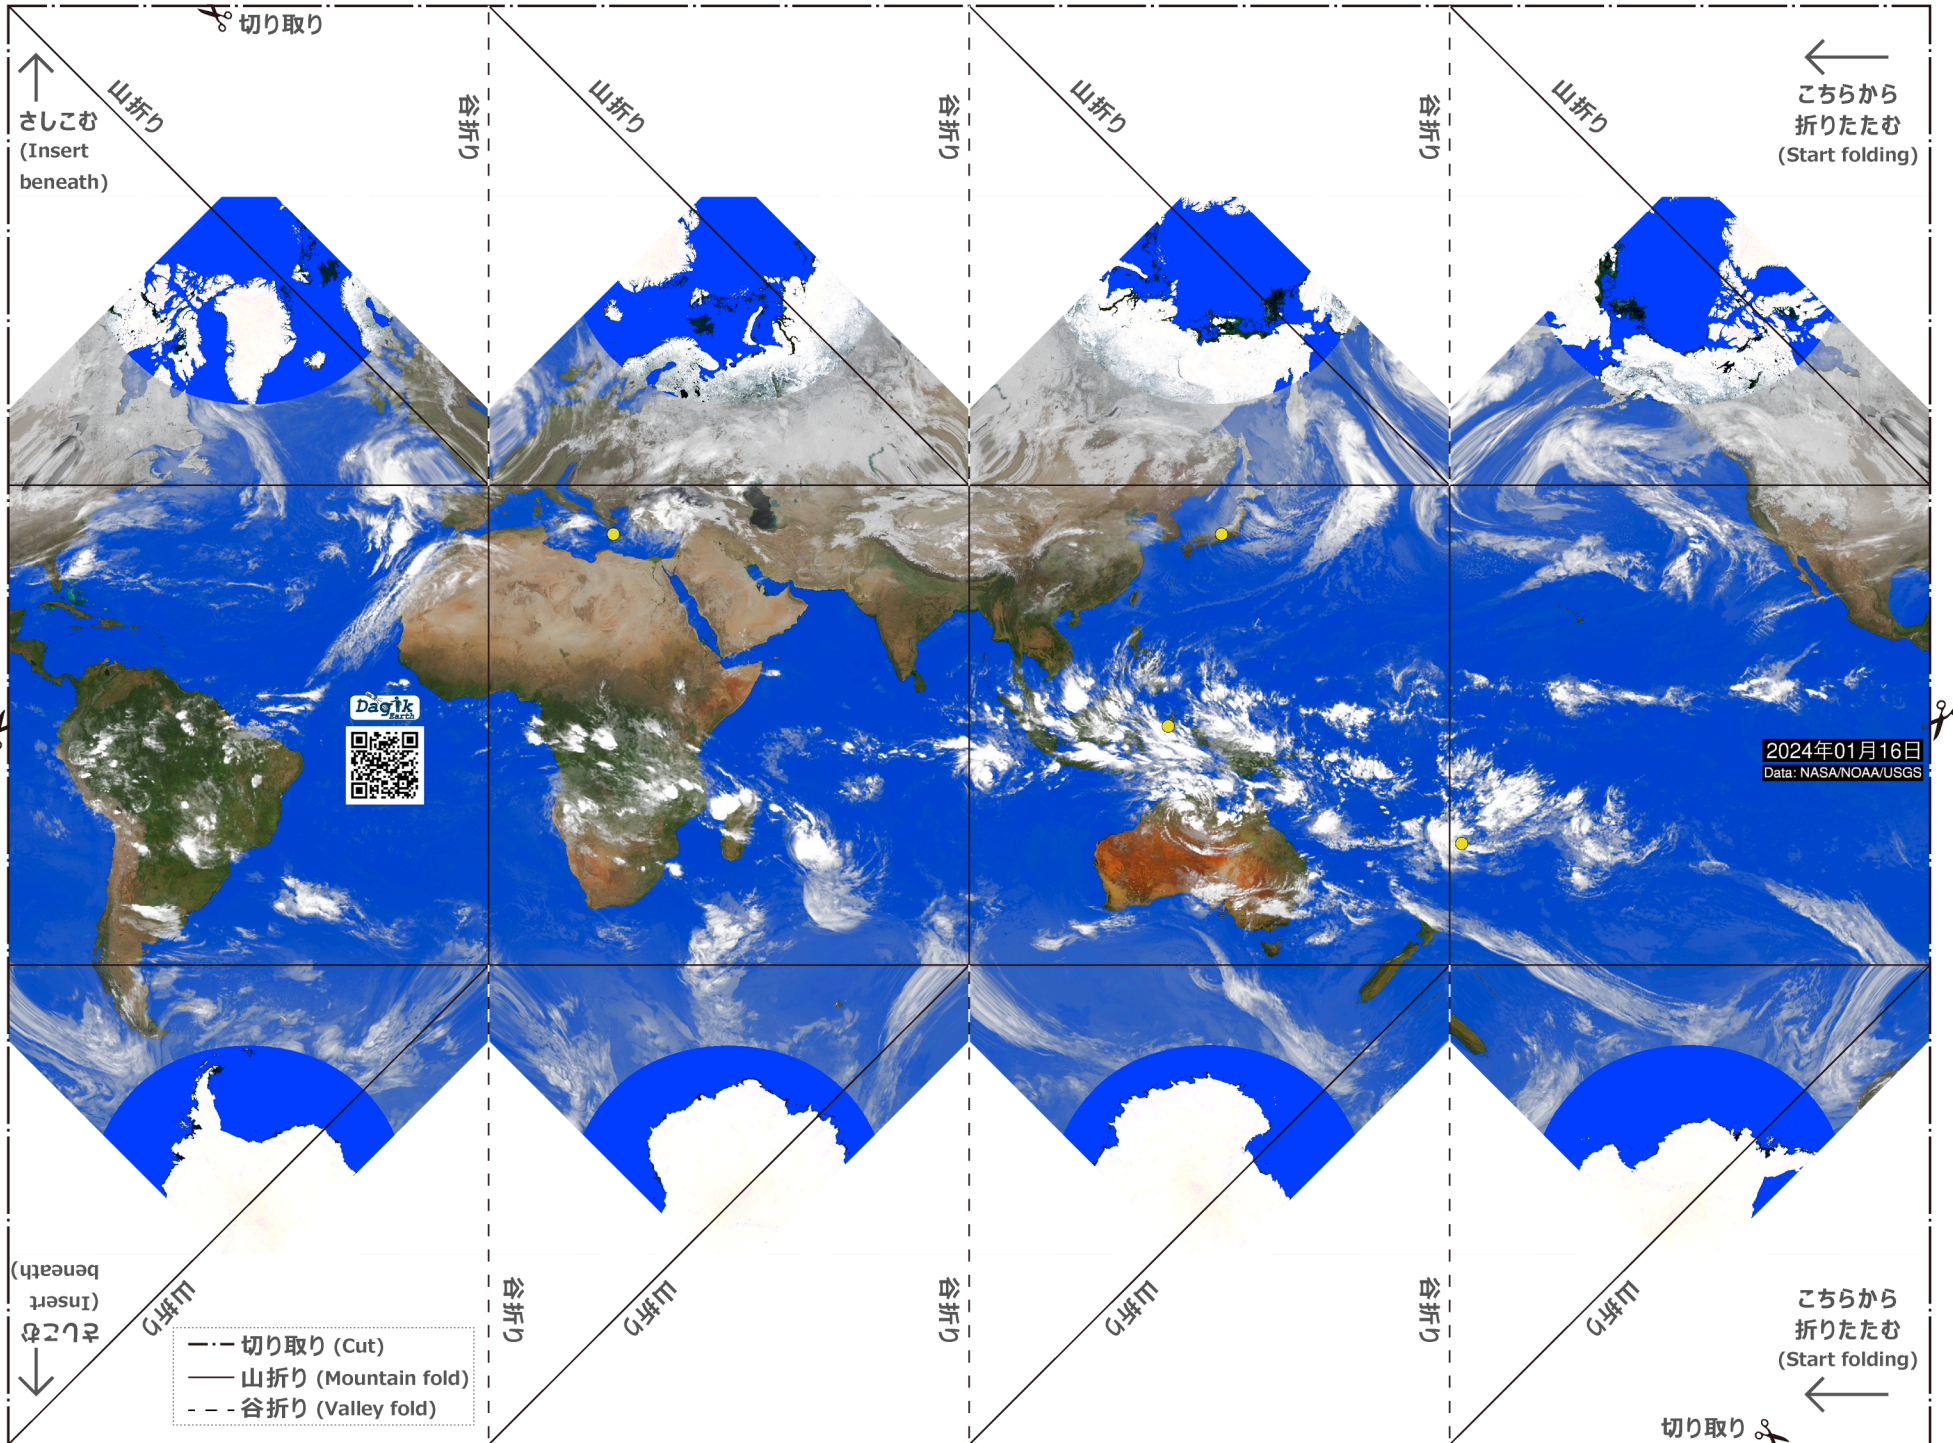 切り取り
さしこむ
(Insert
beneath)
山折り
谷折り
山折り
谷折り
山折り
谷折り
山折り
こちらから
折りたたむ
(Start folding)
Dagik
Earth
2024年01月16日
Data: NASA/NOAA/USGS
さしこむ
(Insert
beneath)
山折り
谷折り
山折り
谷折り
山折り
谷折り
山折り
こちらから
折りたたむ
(Start folding)
切り取り (Cut)
山折り (Mountain fold)
谷折り (Valley fold)
切り取り